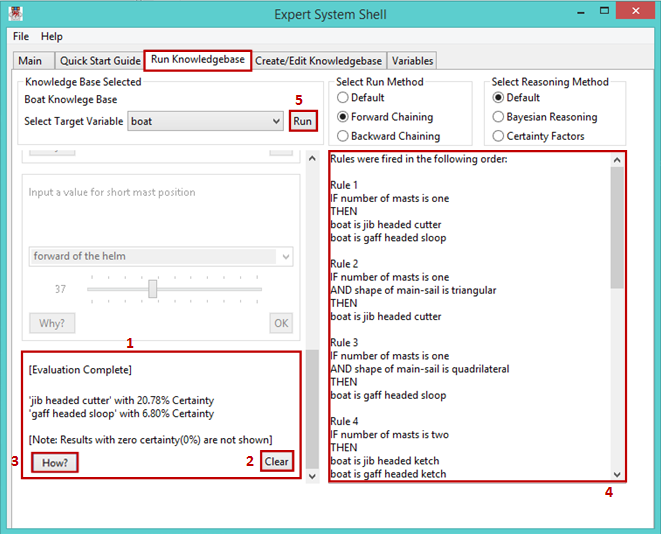 Expert System Shell
File Help
Main Quick Start Guide Run Knowledgebase Create/Edit Knowledgebase Variables
Knowledge Base Selected
Boat Knowlege Base
5
Select Target Variable boat Run
Select Run Method
Default
Forward Chaining
Backward Chaining
Select Reasoning Method
Default
Bayesian Reasoning
Certainty Factors
Input a value for short mast position
forward of the helm
37
Why? OK
1
[Evaluation Complete]
'jib headed cutter' with 20.78% Certainty
'gaff headed sloop' with 6.80% Certainty
[Note: Results with zero certainty(0%) are not shown]
3 How? 2 Clear
Rules were fired in the following order:
Rule 1
IF number of masts is one
THEN
boat is jib headed cutter
boat is gaff headed sloop
Rule 2
IF number of masts is one
AND shape of main-sail is triangular
THEN
boat is jib headed cutter
Rule 3
IF number of masts is one
AND shape of main-sail is quadrilateral
THEN
boat is gaff headed sloop
Rule 4
IF number of masts is two
THEN
boat is jib headed ketch
boat is gaff headed ketch
4